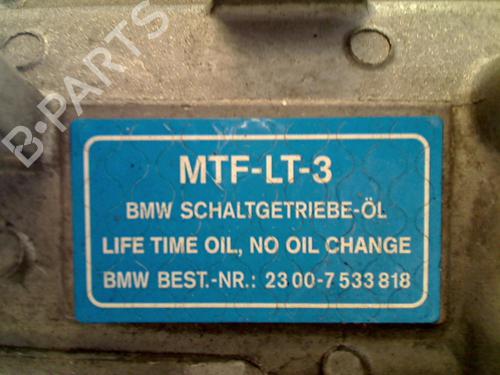 B-PARTS
MTF-LT-3
BMW SCHALTGETRIEBE-ÖL
LIFE TIME OIL, NO OIL CHANGE
BMW BEST.-NR.: 23 00-7 533 818